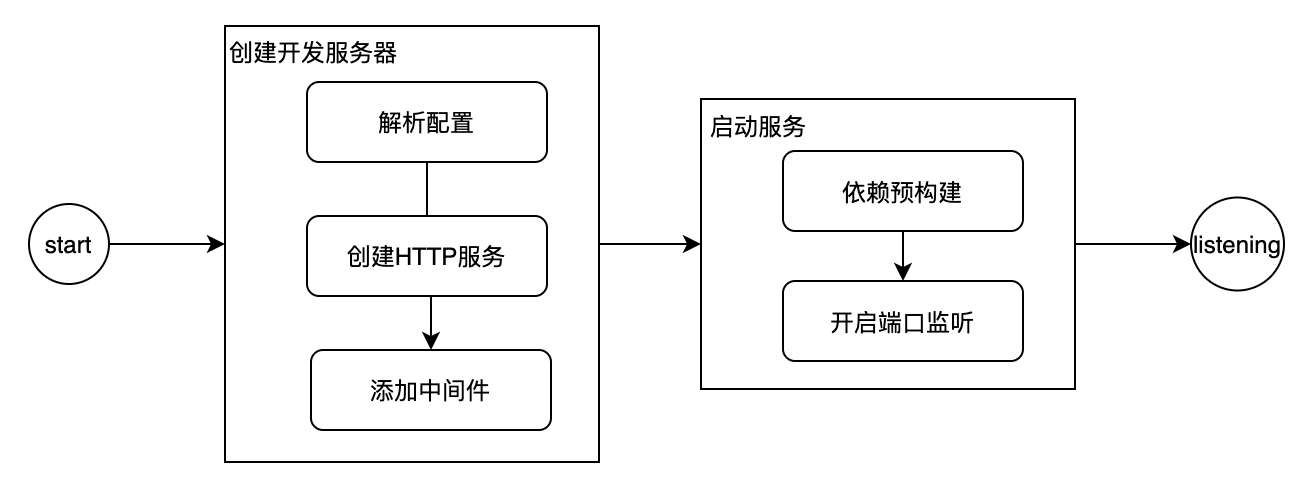 start
创建开发服务器
解析配置
创建HTTP服务
添加中间件
启动服务
依赖预构建
开启端口监听
listening